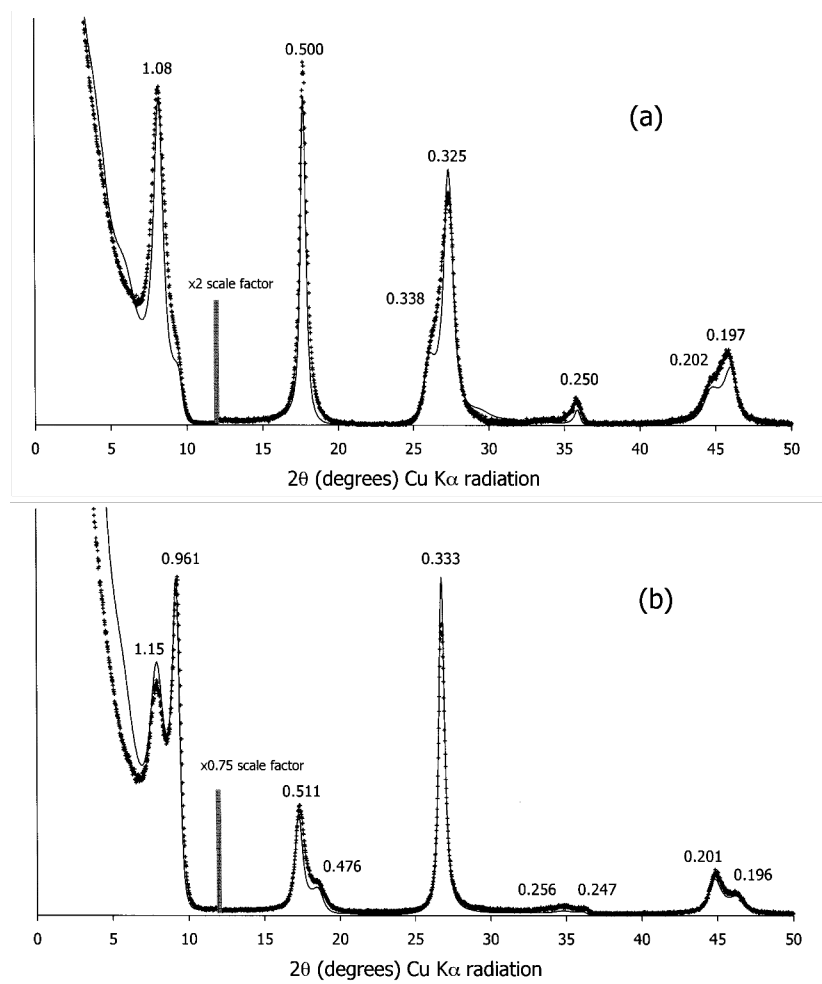 0.500
1.08
(a)
0.325
x2 scale factor
0.338
0.197
0.202
0.250
0 5 10 15 20 25 30 35 40 45 50
2θ (degrees) Cu Kα radiation
0.961 0.333
(b)
1.15
x0.75 scale factor
0.511
0.476
0.201
0.196
0.256 0.247
0 5 10 15 20 25 30 35 40 45 50
2θ (degrees) Cu Kα radiation